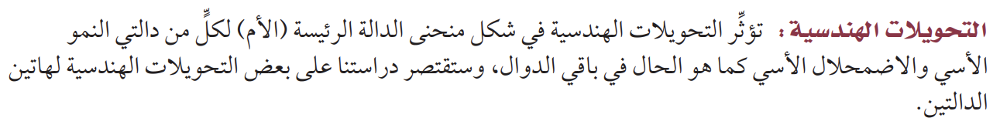 التحويلات الهندسية: تؤثِّر التحويلات الهندسية في شكل منحنى الدالة الرئيسة (الأم) لكلٍّ من دالتي النمو
الأسي والاضمحلال الأسي كما هو الحال في باقي الدوال، وستقتصر دراستنا على بعض التحويلات الهندسية لهاتين
الدالتين.